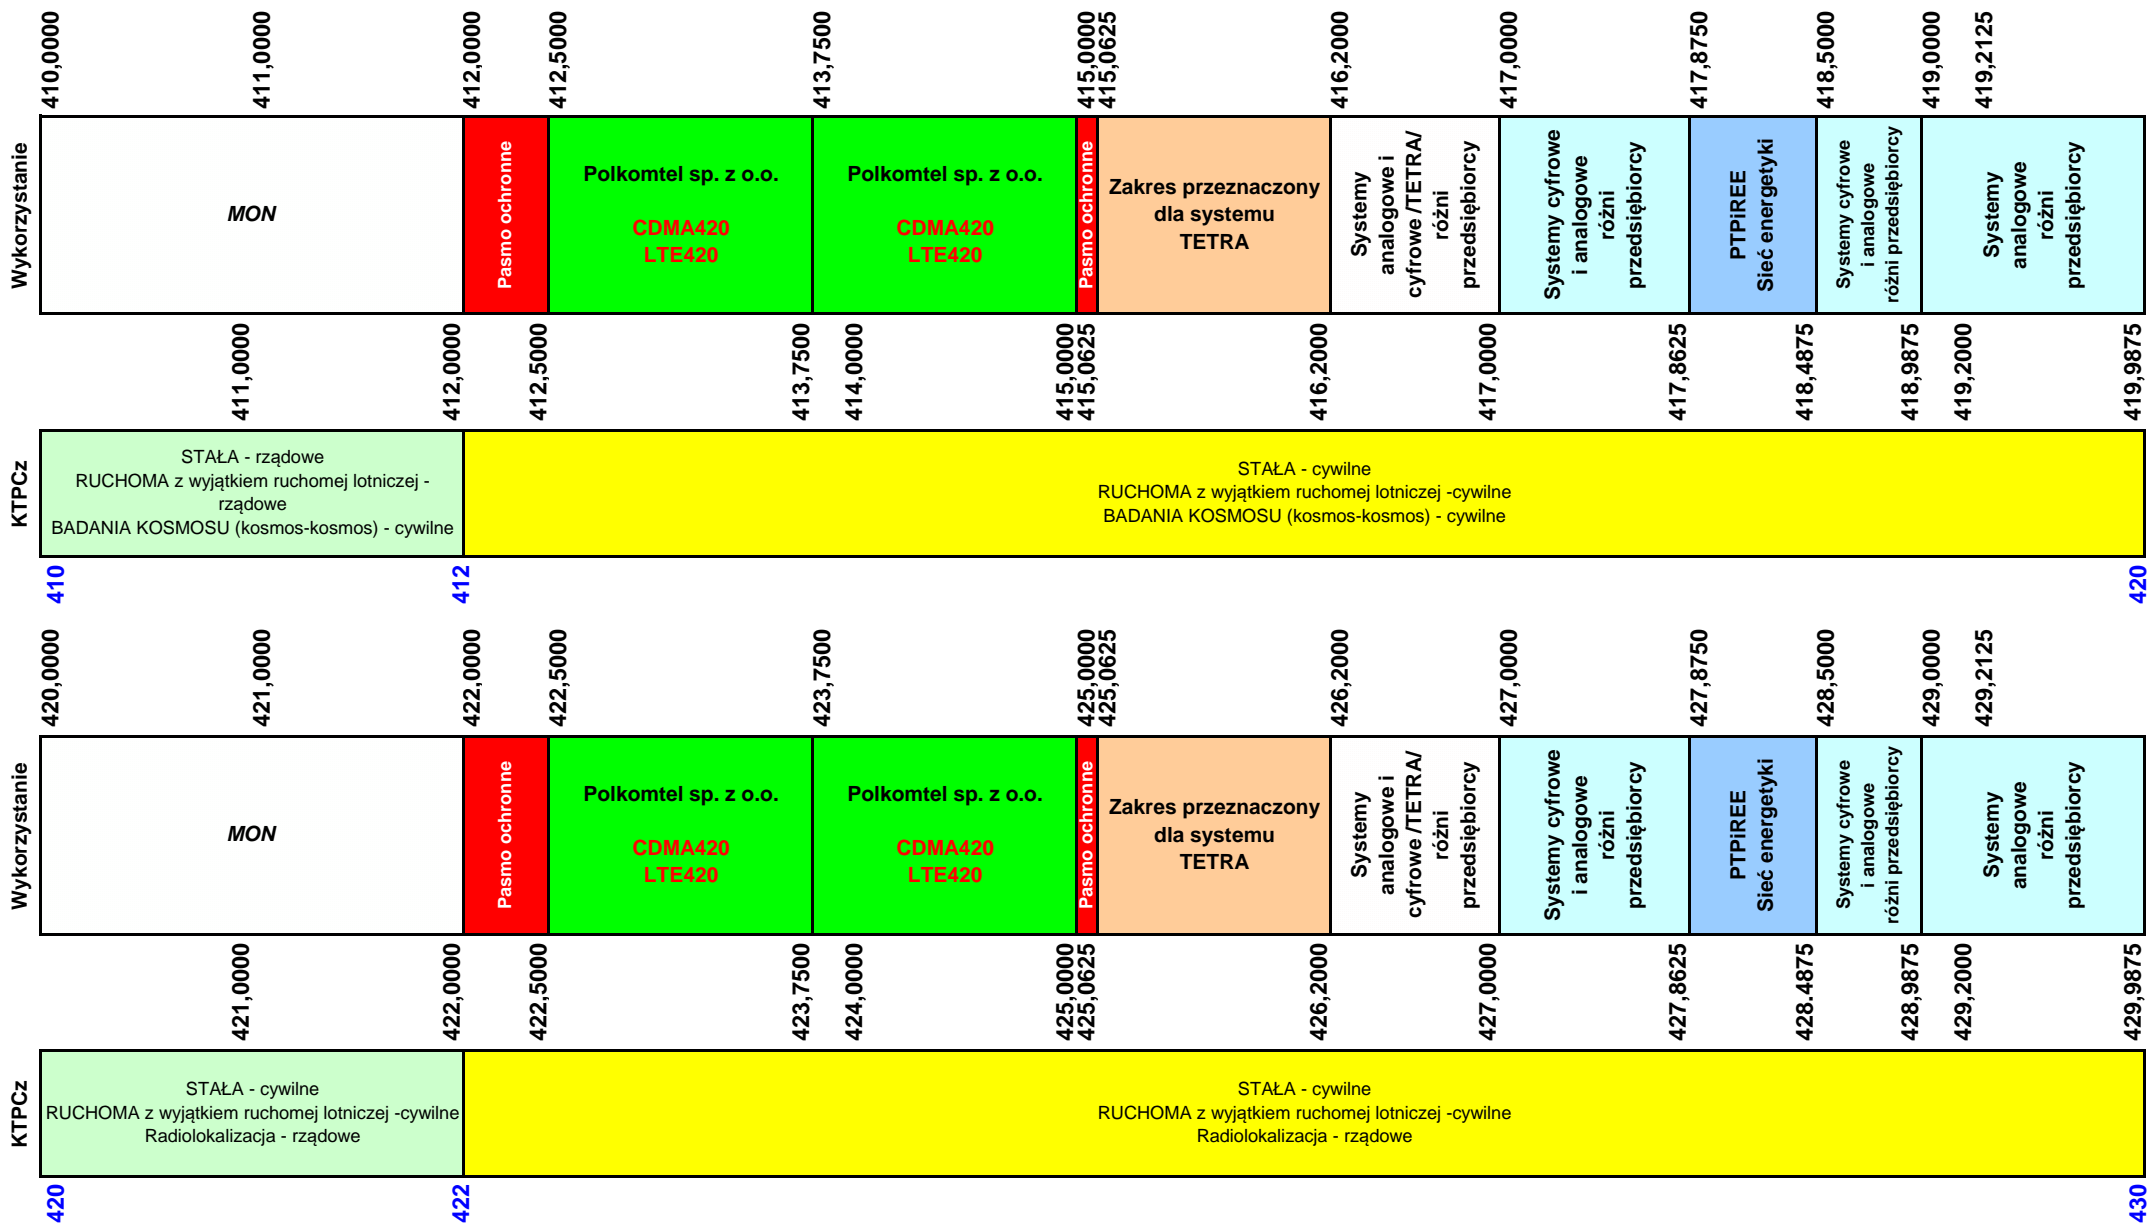 410,0000
411,0000
412,0000
412,5000
413,7500
415,0000
415,0625
416,2000
417,0000
417,8750
418,5000
419,0000
419,2125
Wykorzystanie
MON
Pasmo ochronne
Polkomtel sp. z o.o.
CDMA420
LTE420
Polkomtel sp. z o.o.
CDMA420
LTE420
Pasmo ochronne
Zakres przeznaczony
dla systemu
TETRA
Systemy
analogowe i
cyfrowe /TETRA/
różni
przedsiębiorcy
Systemy cyfrowe
i analogowe
różni
przedsiębiorcy
PTPiREE
Sieć energetyki
Systemy cyfrowe
i analogowe
różni przedsiębiorcy
Systemy
analogowe
różni
przedsiębiorcy
411,0000
412,0000
412,5000
413,7500
414,0000
415,0000
415,0625
416,2000
417,0000
417,8625
418,4875
418,9875
419,2000
419,9875
KTPCz
STAŁA - rządowe
RUCHOMA z wyjątkiem ruchomej lotniczej -
rządowe
BADANIA KOSMOSU (kosmos-kosmos) - cywilne
STAŁA - cywilne
RUCHOMA z wyjątkiem ruchomej lotniczej -cywilne
BADANIA KOSMOSU (kosmos-kosmos) - cywilne
410
412
420
420,0000
421,0000
422,0000
422,5000
423,7500
425,0000
425,0625
426,2000
427,0000
427,8750
428,5000
429,0000
429,2125
Wykorzystanie
MON
Pasmo ochronne
Polkomtel sp. z o.o.
CDMA420
LTE420
Polkomtel sp. z o.o.
CDMA420
LTE420
Pasmo ochronne
Zakres przeznaczony
dla systemu
TETRA
Systemy
analogowe i
cyfrowe /TETRA/
różni
przedsiębiorcy
Systemy cyfrowe
i analogowe
różni
przedsiębiorcy
PTPiREE
Sieć energetyki
Systemy cyfrowe
i analogowe
różni przedsiębiorcy
Systemy
analogowe
różni
przedsiębiorcy
421,0000
422,0000
422,5000
423,7500
424,0000
425,0000
425,0625
426,2000
427,0000
427,8625
428.4875
428,9875
429,2000
429,9875
KTPCz
STAŁA - cywilne
RUCHOMA z wyjątkiem ruchomej lotniczej -cywilne
Radiolokalizacja - rządowe
STAŁA - cywilne
RUCHOMA z wyjątkiem ruchomej lotniczej -cywilne
Radiolokalizacja - rządowe
420
422
430